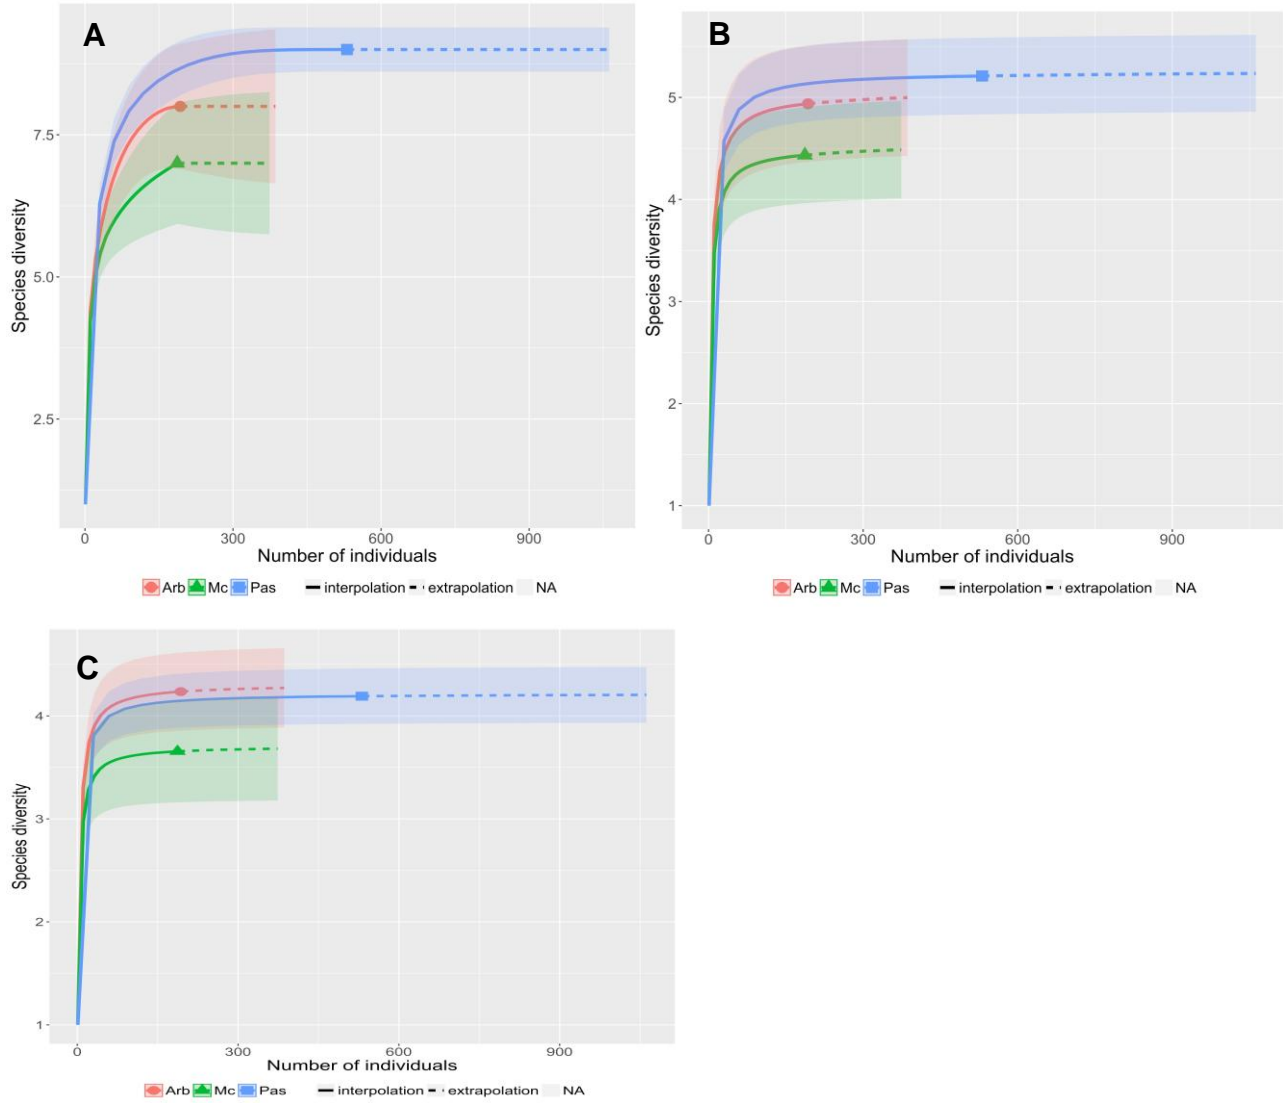 A
7.5
5.0
2.5
Species diversity
0 300 600 900
Number of individuals
Arb Mc Pas interpolation extrapolation NA
B
5
4
3
2
1
Species diversity
0 300 600 900
Number of individuals
Arb Mc Pas interpolation extrapolation NA
C
4
3
2
1
Species diversity
0 300 600 900
Number of individuals
Arb Mc Pas interpolation extrapolation NA